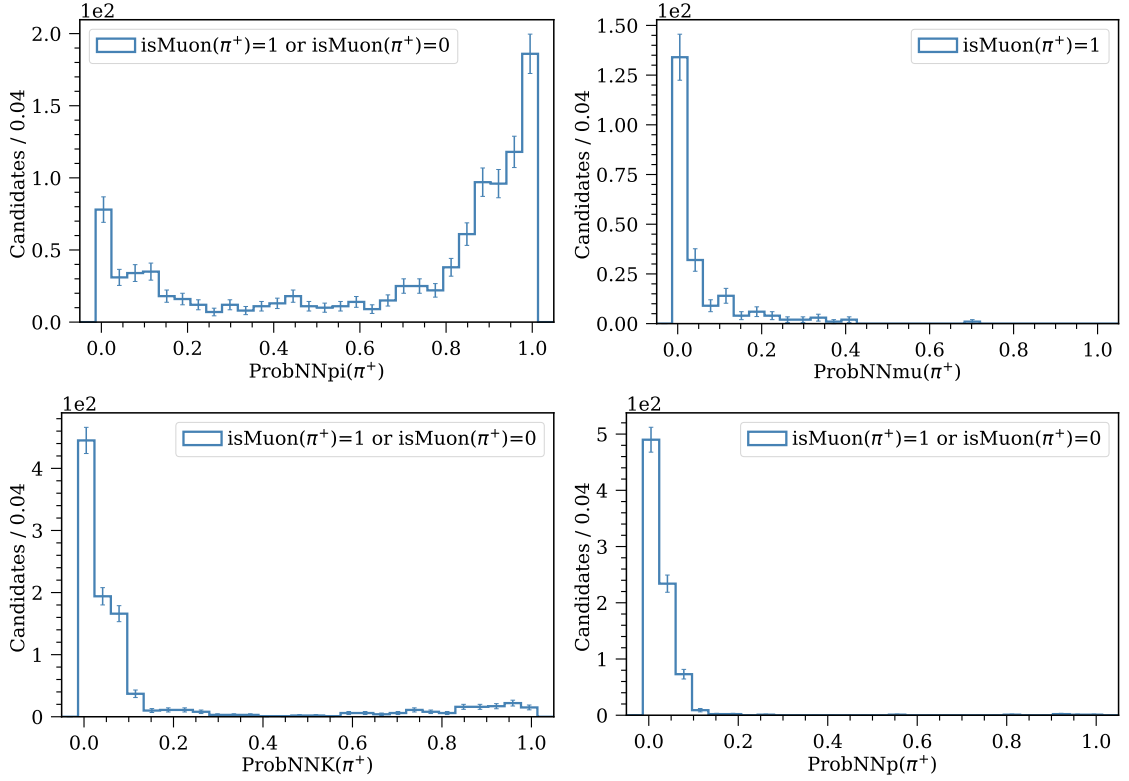 1e2
isMuon(π⁺)=1 or isMuon(π⁺)=0
Candidates / 0.04
2.0
1.5
1.0
0.5
0.0
0.0 0.2 0.4 0.6 0.8 1.0
ProbNNpi(π⁺)
1e2
isMuon(π⁺)=1
Candidates / 0.04
1.50
1.25
1.00
0.75
0.50
0.25
0.00
0.0 0.2 0.4 0.6 0.8 1.0
ProbNNmu(π⁺)
1e2
isMuon(π⁺)=1 or isMuon(π⁺)=0
Candidates / 0.04
4
3
2
1
0
0.0 0.2 0.4 0.6 0.8 1.0
ProbNNK(π⁺)
1e2
isMuon(π⁺)=1 or isMuon(π⁺)=0
Candidates / 0.04
5
4
3
2
1
0
0.0 0.2 0.4 0.6 0.8 1.0
ProbNNp(π⁺)